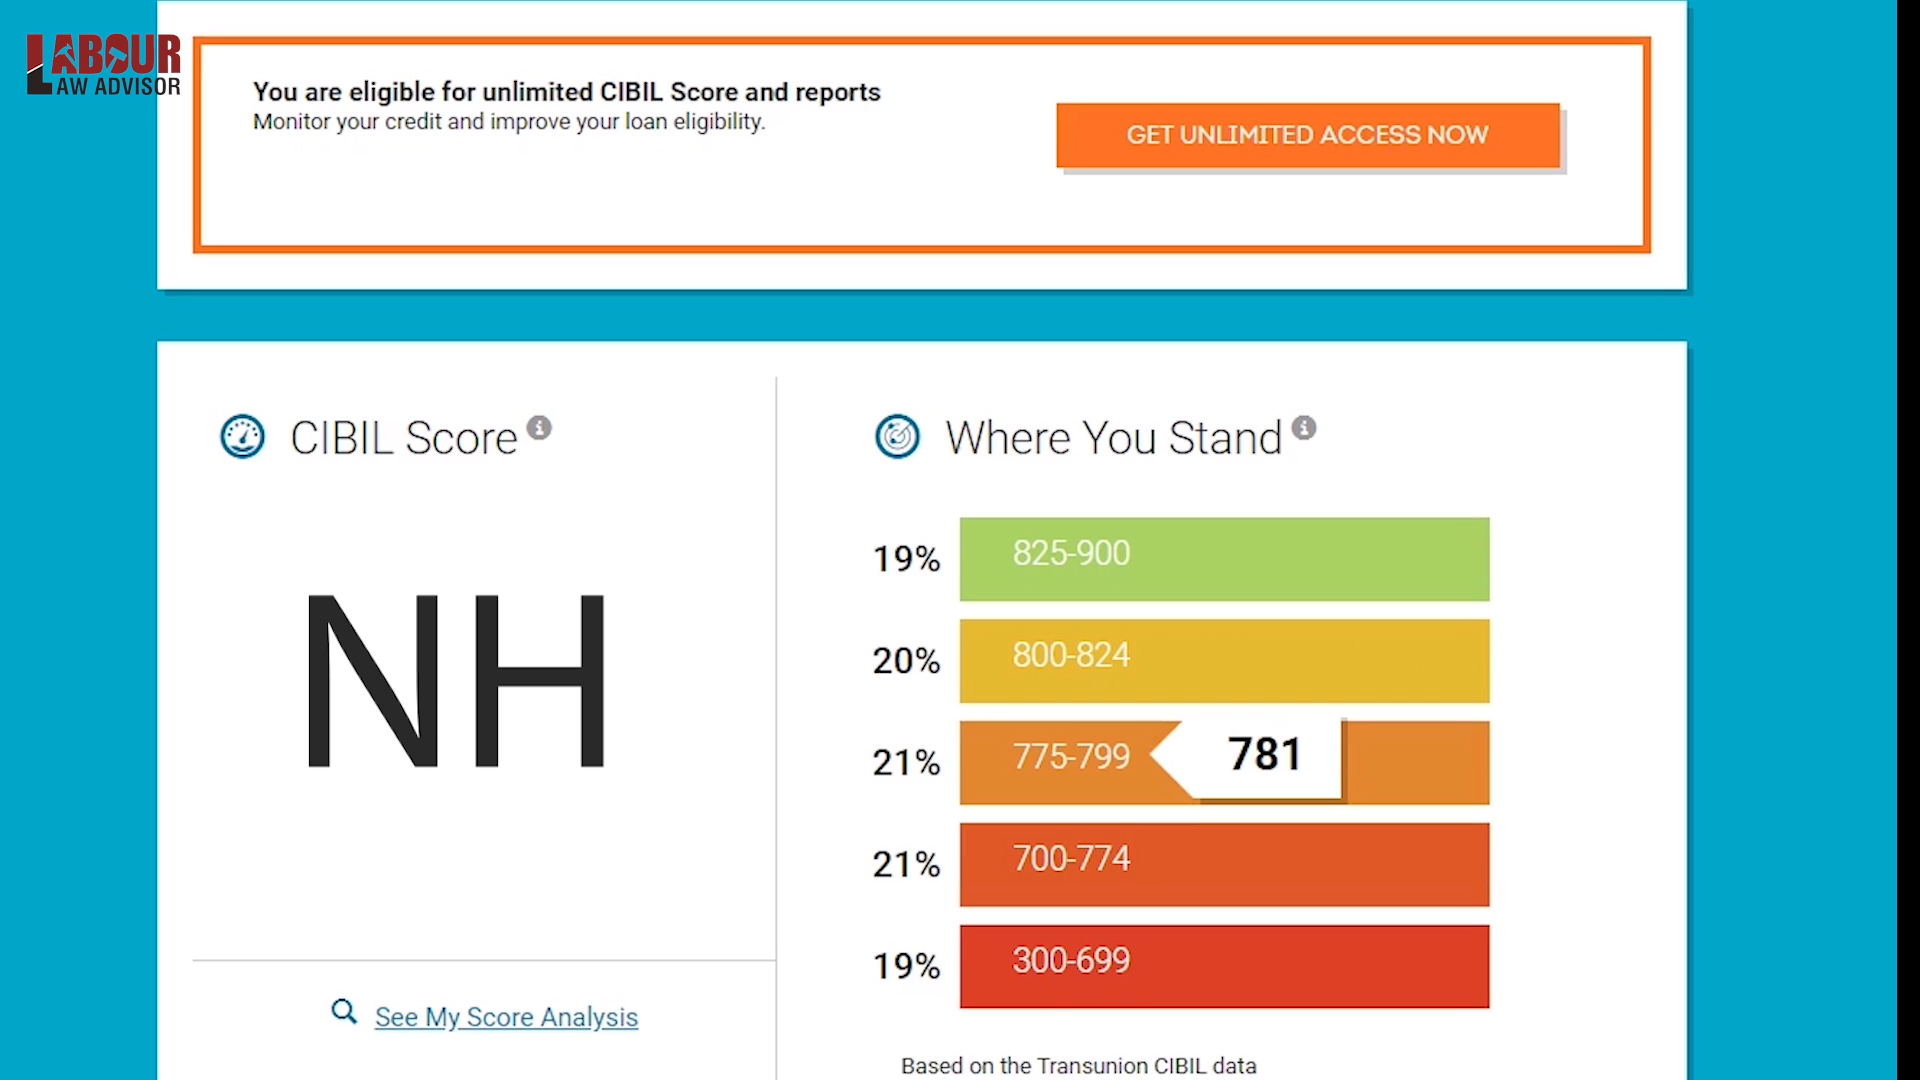 LABOUR
LAW ADVISOR
You are eligible for unlimited CIBIL Score and reports
Monitor your credit and improve your loan eligibility.
GET UNLIMITED ACCESS NOW
CIBIL Score
NH
See My Score Analysis
Where You Stand
19% 825-900
20% 800-824
21% 775-799 781
21% 700-774
19% 300-699
Based on the Transunion CIBIL data